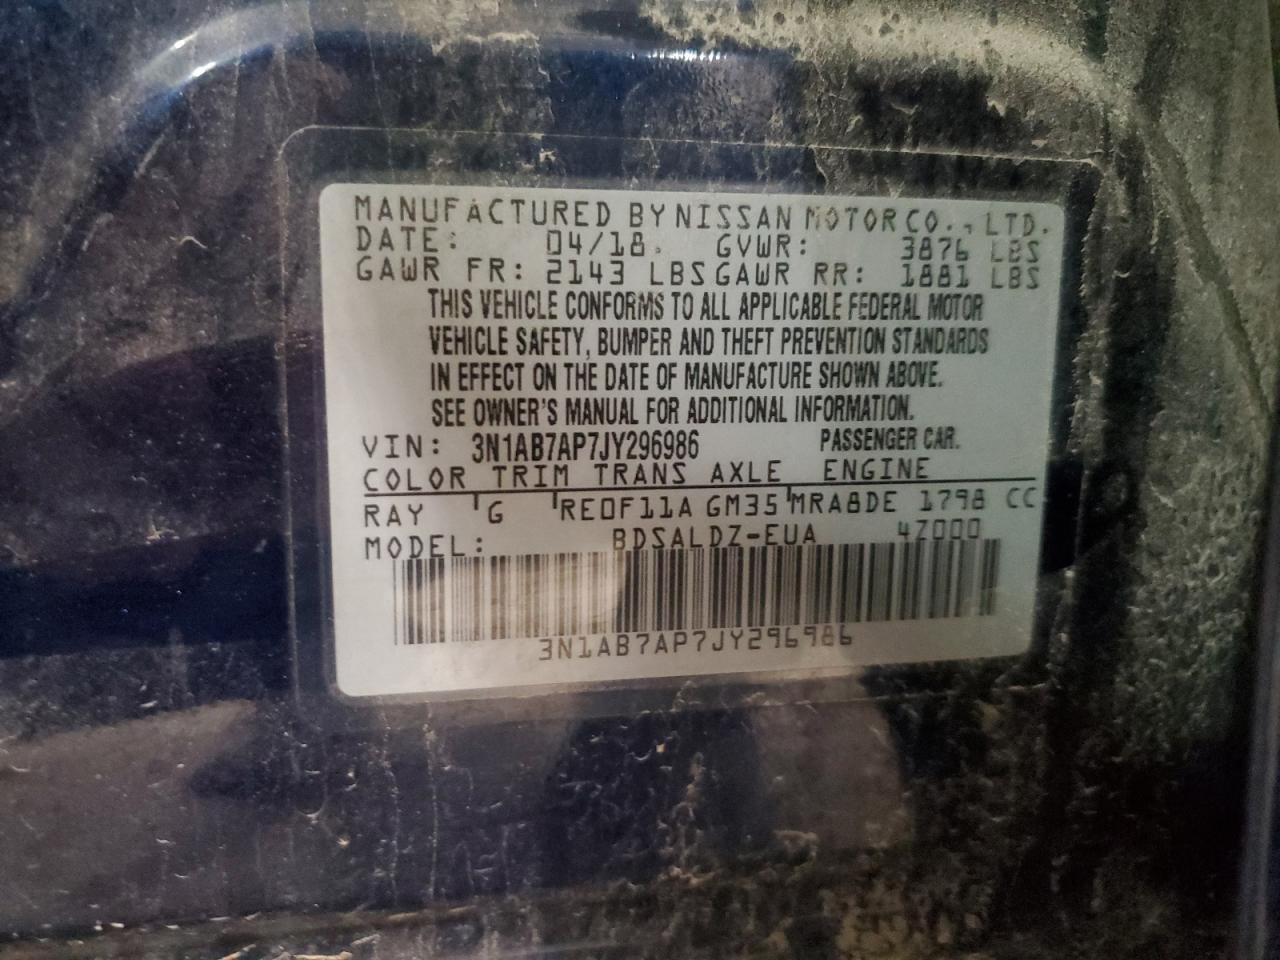 MANUFACTURED BY NISSAN MOTOR CO., LTD.
DATE: 04/18. GVWR: 3876 LBS
GAWR FR: 2143 LBS GAWR RR: 1881 LBS
THIS VEHICLE CONFORMS TO ALL APPLICABLE FEDERAL MOTOR
VEHICLE SAFETY, BUMPER AND THEFT PREVENTION STANDARDS
IN EFFECT ON THE DATE OF MANUFACTURE SHOWN ABOVE.
SEE OWNER'S MANUAL FOR ADDITIONAL INFORMATION.
VIN: 3N1AB7AP7JY296986 PASSENGER CAR.
COLOR TRIM TRANS AXLE ENGINE
RAY G RE0F11A GM35 MRA8DE 1798 CC
MODEL: BDSALDZ-EUA 4Z000
3N1AB7AP7JY296986